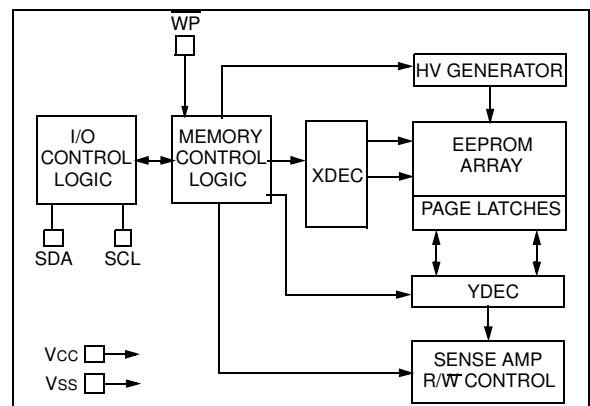 WP
HV GENERATOR
I/O
CONTROL
LOGIC
MEMORY
CONTROL
LOGIC
XDEC
EEPROM
ARRAY
PAGE LATCHES
SDA
SCL
YDEC
VCC
VSS
SENSE AMP
R/W CONTROL